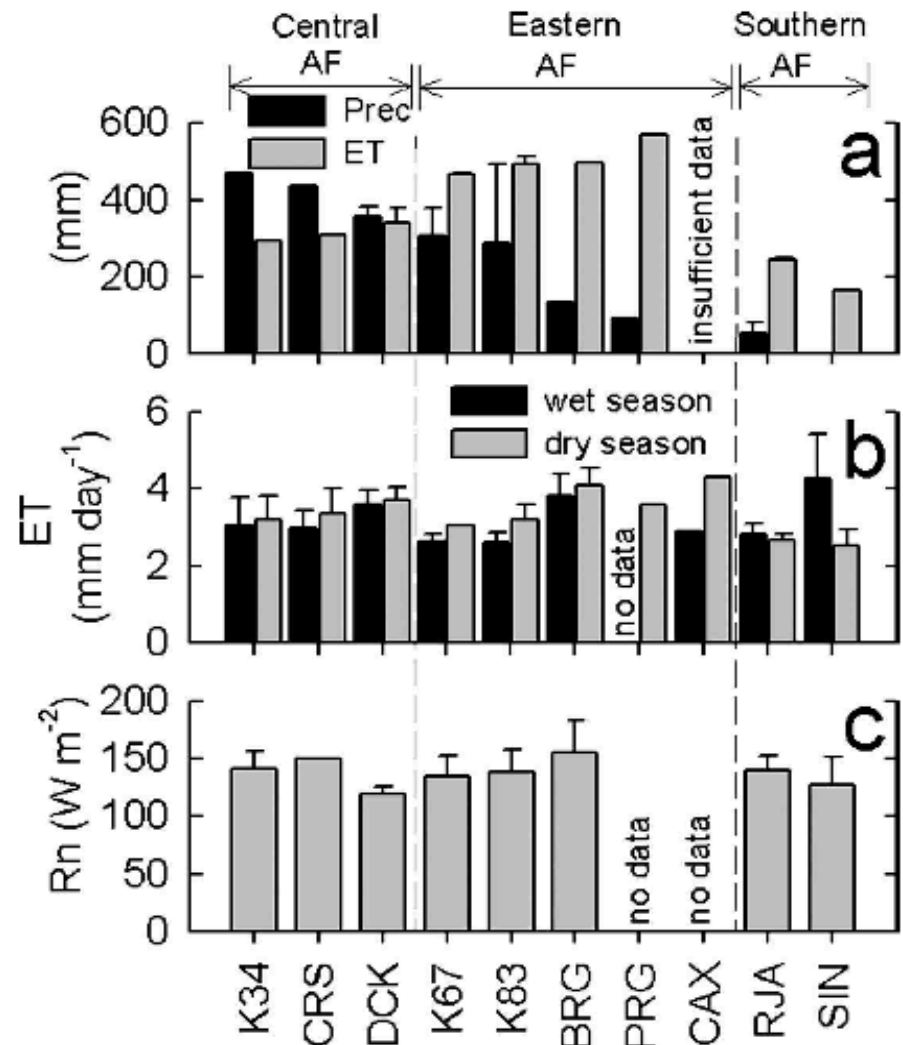 Central AF
Eastern AF
Southern AF
Prec
ET
a
600
400
200
0
(mm)
insufficient data
wet season
dry season
b
6
4
2
0
ET
(mm day⁻¹)
no data
c
200
150
100
50
0
Rn (W m⁻²)
no data
no data
K34
CRS
DCK
K67
K83
BRG
PRG
CAX
RJA
SIN